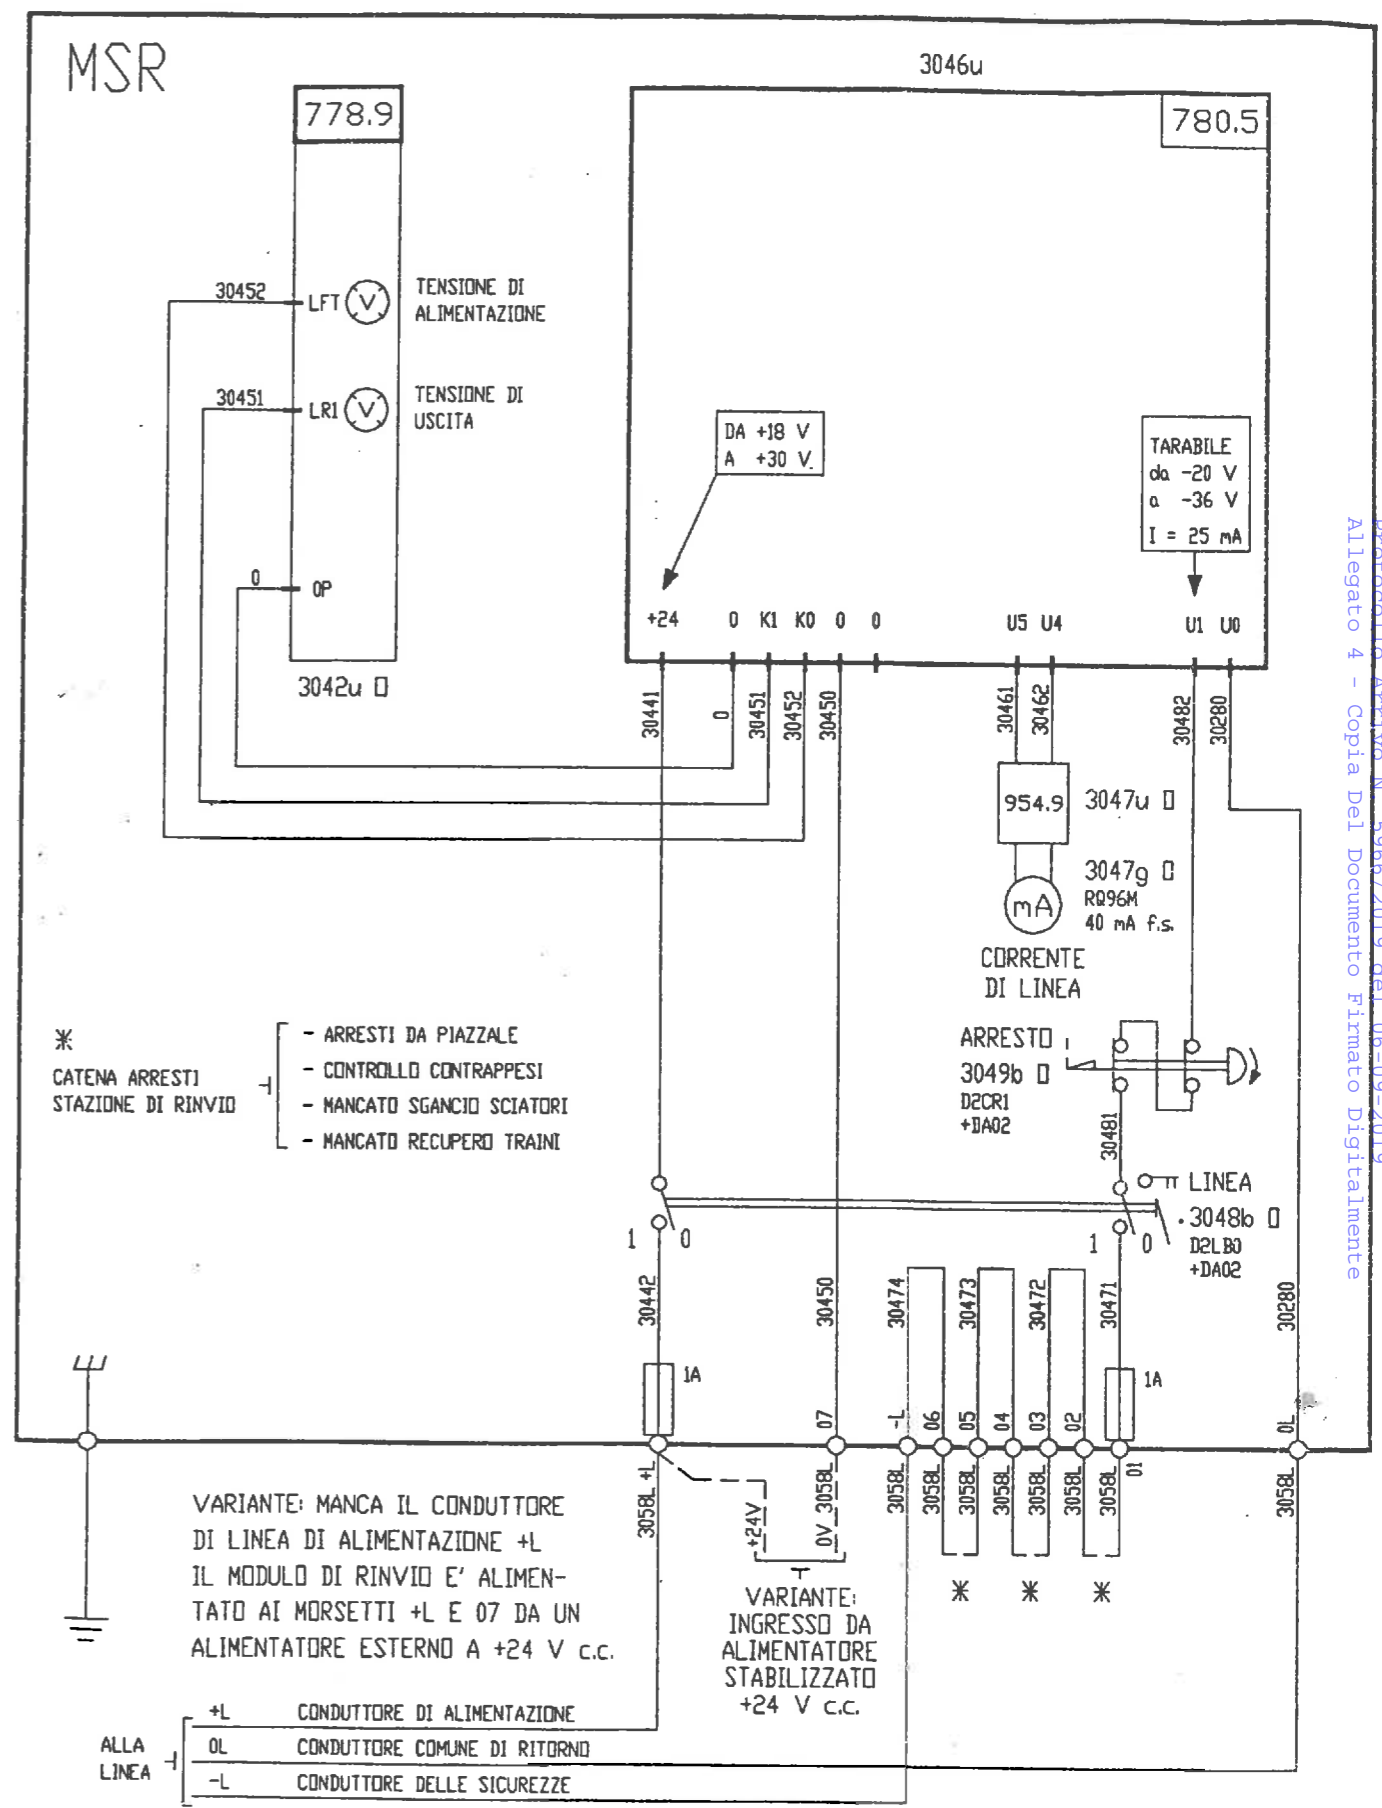 MSR
3046u
778.9
780.5
30452
LFT
V
TENSIONE DI
ALIMENTAZIONE
30451
LR1
V
TENSIONE DI
USCITA
DA +18 V
A +30 V.
TARABILE
da -20 V
a -36 V
I = 25 mA
0
0P
3042u
+24
0
K1
K0
0
0
U5
U4
U1
U0
30441
0
30451
30452
30450
30461
30462
30482
30280
954.9
3047u
mA
3047g
RQ96M
40 mA f.s.
CORRENTE
DI LINEA
*
CATENA ARRESTI
STAZIONE DI RINVIO
- ARRESTI DA PIAZZALE
- CONTROLLO CONTRAPPESI
- MANCATO SGANCIO SCIATORI
- MANCATO RECUPERO TRAINI
ARRESTO
3049b
D2CR1
+DA02
30481
LINEA
3048b
D2LB0
+DA02
1
0
1
0
30442
30450
30474
30473
30472
30471
30280
1A
1A
07
-L
06
05
04
03
02
01
0L
3058L +L
+24V
0V 3058L
3058L
3058L
3058L
3058L
3058L
3058L
3058L
3058L
VARIANTE: MANCA IL CONDUTTORE
DI LINEA DI ALIMENTAZIONE +L
IL MODULO DI RINVIO E' ALIMEN-
TATO AI MORSETTI +L E 07 DA UN
ALIMENTATORE ESTERNO A +24 V c.c.
VARIANTE:
INGRESSO DA
ALIMENTATORE
STABILIZZATO
+24 V c.c.
*
*
*
ALLA
LINEA
+L CONDUTTORE DI ALIMENTAZIONE
0L CONDUTTORE COMUNE DI RITORNO
-L CONDUTTORE DELLE SICUREZZE
Allegato 4 - Copia Del Documento Firmato Digitalmente